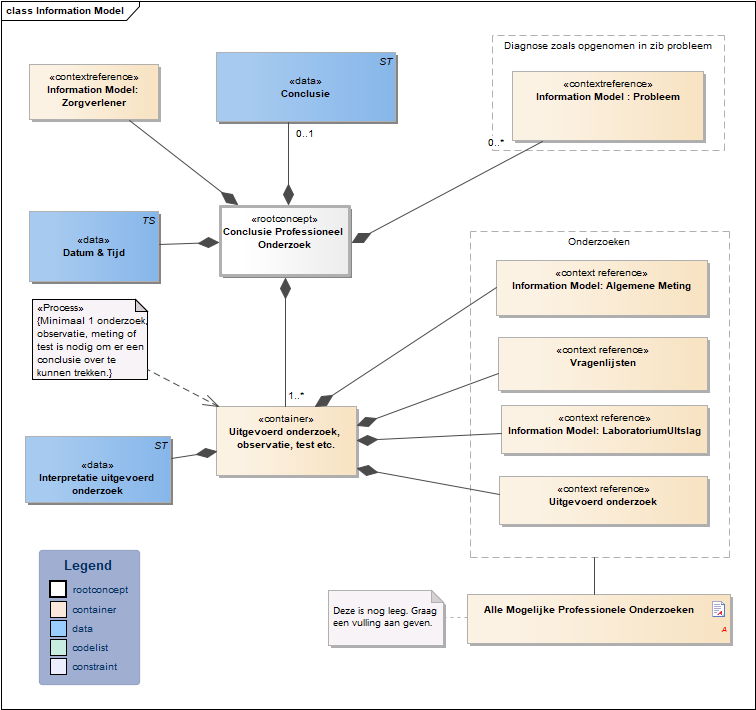 class Information Model
«contextreference»
Information Model:
Zorgverlener
ST
«data»
Conclusie
Diagnose zoals opgenomen in zib probleem
«contextreference»
Information Model : Probleem
0..1
0..*
TS
«data»
Datum & Tijd
«rootconcept»
Conclusie Professioneel
Onderzoek
Onderzoeken
«context reference»
Information Model: Algemene Meting
«Process»
{Minimaal 1 onderzoek,
observatie, meting of
test is nodig om er een
conclusie over te
kunnen trekken.}
«context reference»
Vragenlijsten
1..*
«container»
Uitgevoerd onderzoek,
observatie, test etc.
«context reference»
Information Model: LaboratoriumUItslag
ST
«data»
Interpretatie uitgevoerd
onderzoek
«context reference»
Uitgevoerd onderzoek
Legend
rootconcept
container
data
codelist
constraint
Deze is nog leeg. Graag
een vulling aan geven.
Alle Mogelijke Professionele Onderzoeken
A